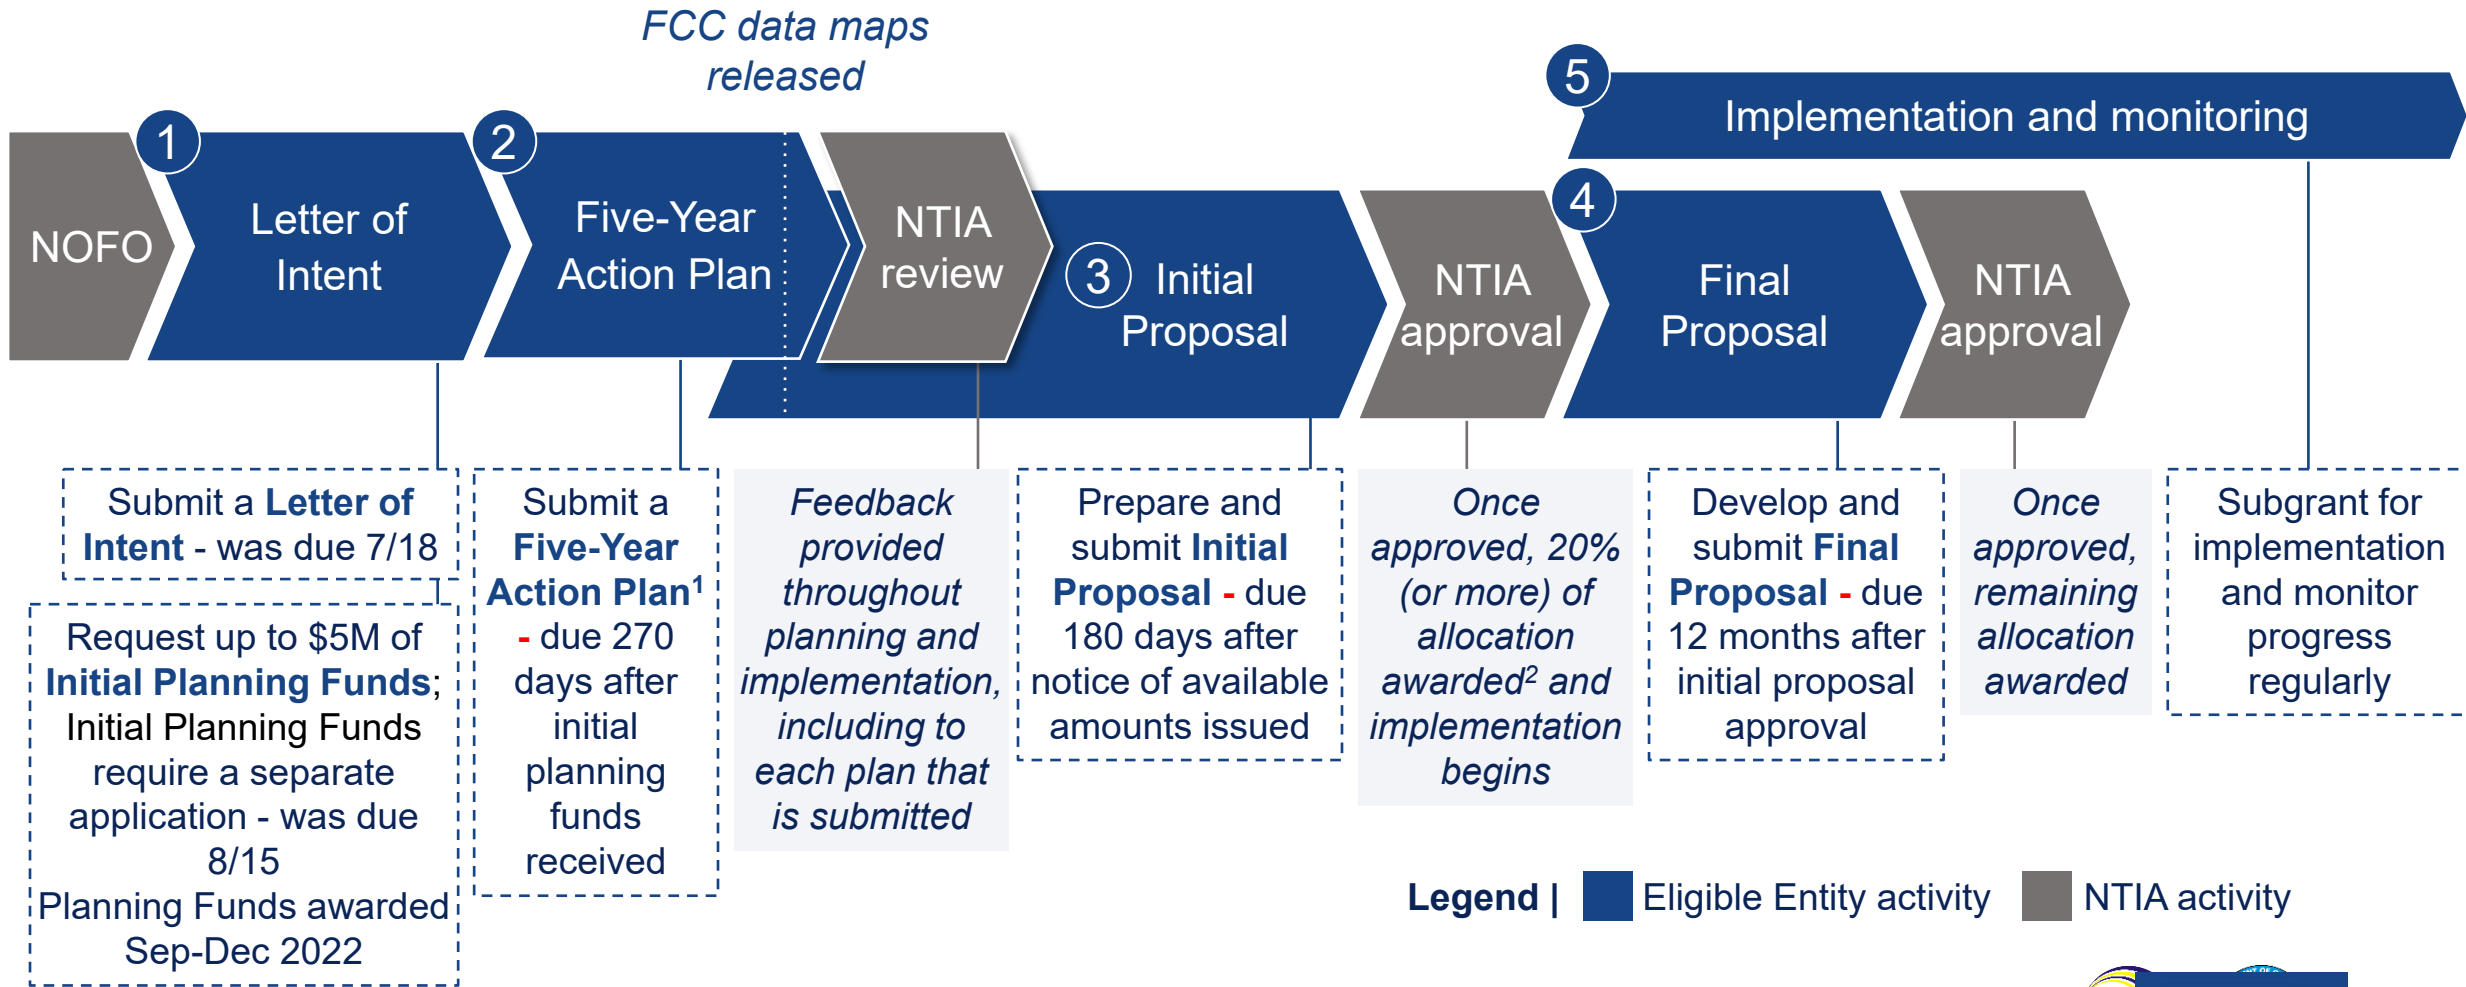 FCC data maps
released
5
Implementation and monitoring
NOFO
1
Letter of
Intent
2
Five-Year
Action Plan
NTIA
review
3
Initial
Proposal
NTIA
approval
4
Final
Proposal
NTIA
approval
Submit a Letter of
Intent - was due 7/18
Request up to $5M of
Initial Planning Funds;
Initial Planning Funds
require a separate
application - was due
8/15
Planning Funds awarded
Sep-Dec 2022
Submit a
Five-Year
Action Plan¹
- due 270
days after
initial
planning
funds
received
Feedback
provided
throughout
planning and
implementation,
including to
each plan that
is submitted
Prepare and
submit Initial
Proposal - due
180 days after
notice of available
amounts issued
Once
approved, 20%
(or more) of
allocation
awarded² and
implementation
begins
Develop and
submit Final
Proposal - due
12 months after
initial proposal
approval
Once
approved,
remaining
allocation
awarded
Subgrant for
implementation
and monitor
progress
regularly
Legend | Eligible Entity activity NTIA activity